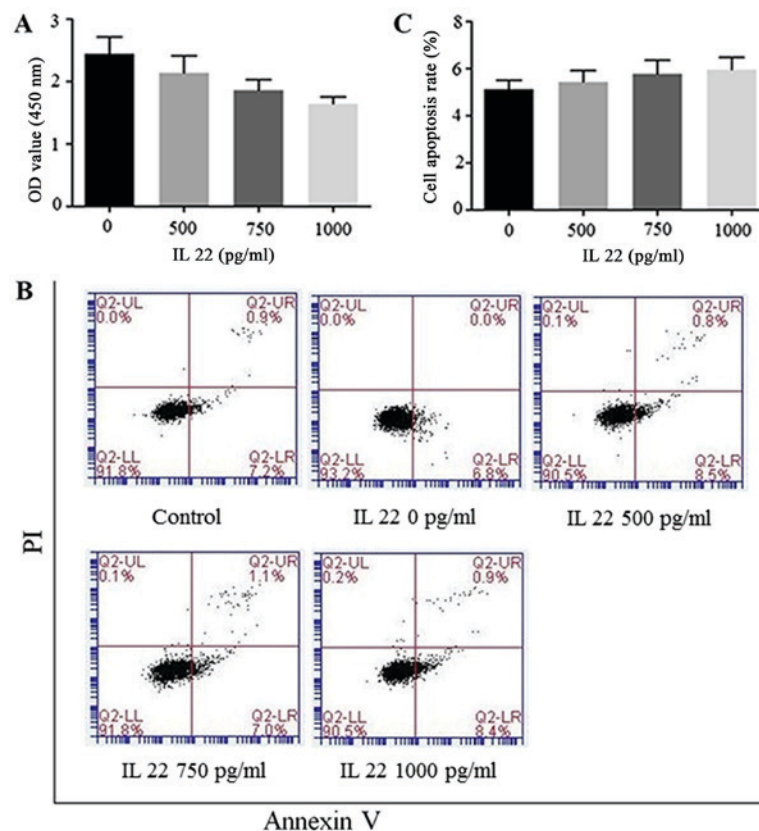 A
OD value (450 nm)
3
2
1
0
0 500 750 1000
IL 22 (pg/ml)
C
Cell apoptosis rate (%)
8
6
4
2
0
0 500 750 1000
IL 22 (pg/ml)
B
PI
Q2-UL Q2-UR
0.0% 0.9%
Q2-LL Q2-LR
91.8% 7.2%
Control
Q2-UL Q2-UR
0.0% 0.0%
Q2-LL Q2-LR
93.2% 6.8%
IL 22 0 pg/ml
Q2-UL Q2-UR
0.1% 0.8%
Q2-LL Q2-LR
90.5% 8.5%
IL 22 500 pg/ml
Q2-UL Q2-UR
0.1% 1.1%
Q2-LL Q2-LR
91.8% 7.0%
IL 22 750 pg/ml
Q2-UL Q2-UR
0.2% 0.9%
Q2-LL Q2-LR
90.5% 8.4%
IL 22 1000 pg/ml
Annexin V